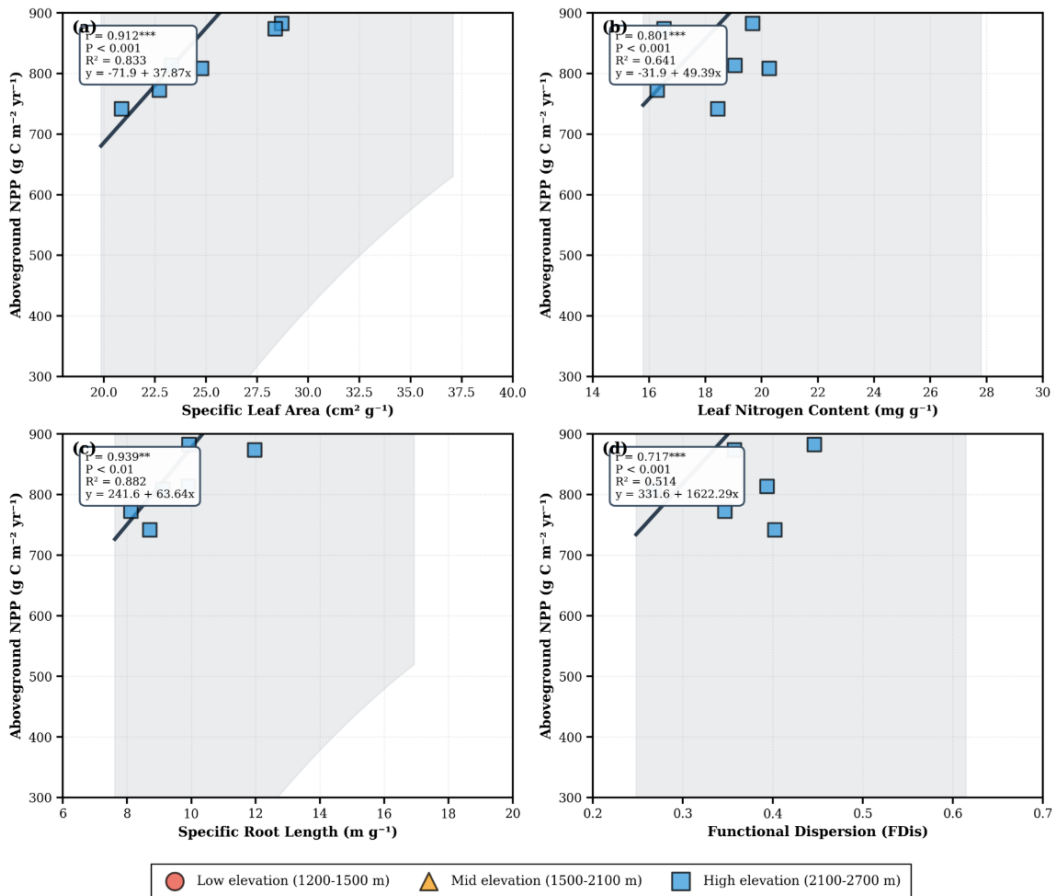 (a)
r = 0.912***
P < 0.001
R² = 0.833
y = -71.9 + 37.87x
900
800
700
600
500
400
300
Aboveground NPP (g C m⁻² yr⁻¹)
20.0 22.5 25.0 27.5 30.0 32.5 35.0 37.5 40.0
Specific Leaf Area (cm² g⁻¹)
(b)
r = 0.801***
P < 0.001
R² = 0.641
y = -31.9 + 49.39x
900
800
700
600
500
400
300
Aboveground NPP (g C m⁻² yr⁻¹)
14 16 18 20 22 24 26 28 30
Leaf Nitrogen Content (mg g⁻¹)
(c)
r = 0.939**
P < 0.01
R² = 0.882
y = 241.6 + 63.64x
900
800
700
600
500
400
300
Aboveground NPP (g C m⁻² yr⁻¹)
6 8 10 12 14 16 18 20
Specific Root Length (m g⁻¹)
(d)
r = 0.717***
P < 0.001
R² = 0.514
y = 331.6 + 1622.29x
900
800
700
600
500
400
300
Aboveground NPP (g C m⁻² yr⁻¹)
0.2 0.3 0.4 0.5 0.6 0.7
Functional Dispersion (FDis)
Low elevation (1200-1500 m) Mid elevation (1500-2100 m) High elevation (2100-2700 m)